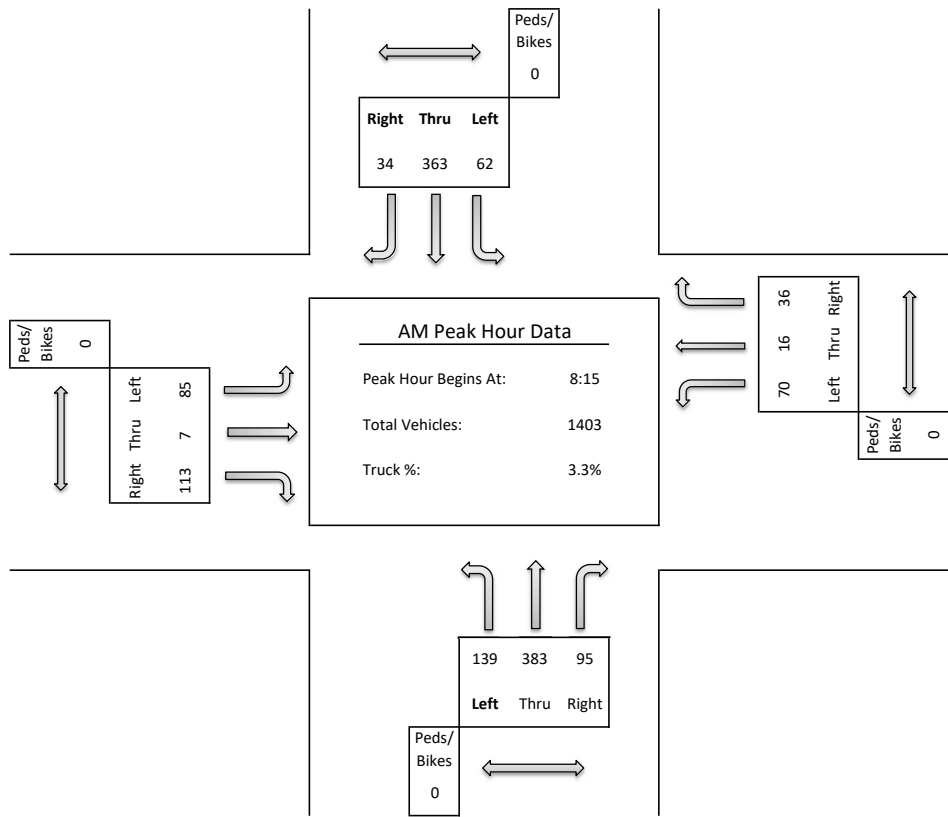 Peds/
Bikes
0
Right Thru Left
34 363 62
Peds/
Bikes
0
Left 85
Thru 7
Right 113
AM Peak Hour Data
Peak Hour Begins At: 8:15
Total Vehicles: 1403
Truck %: 3.3%
36 Right
16 Thru
70 Left
Peds/
Bikes
0
139 383 95
Left Thru Right
Peds/
Bikes
0